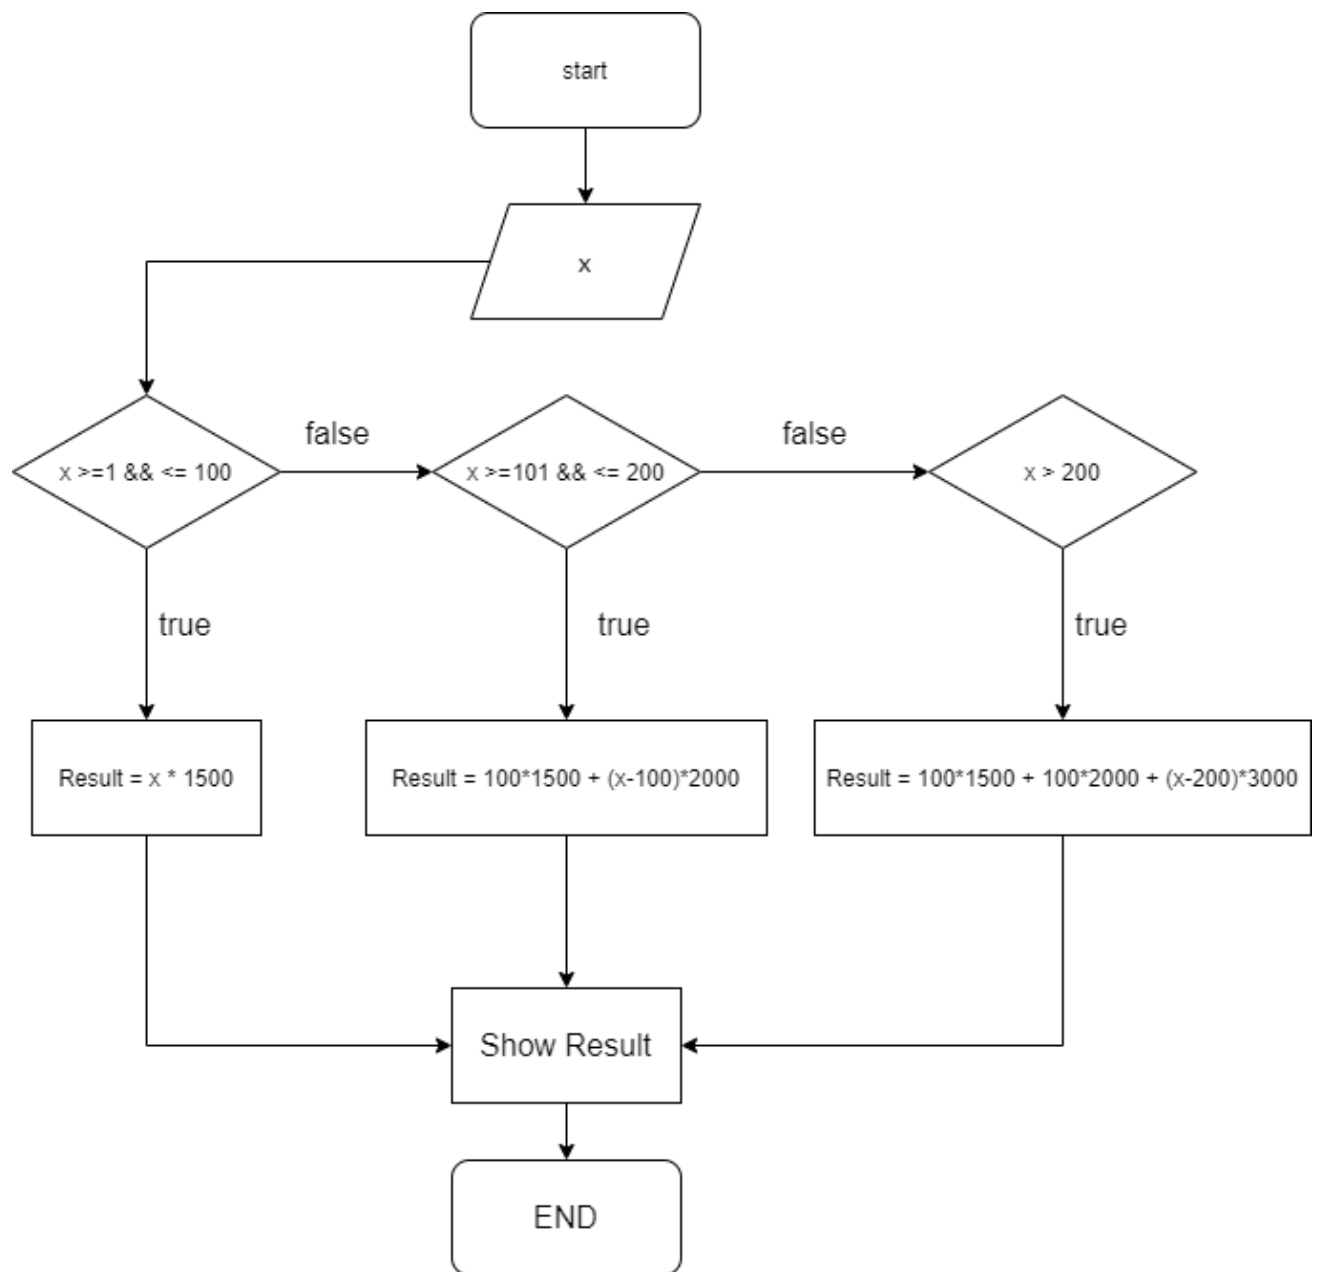 start
x
false
false
x >=1 && <= 100
x >=101 && <= 200
x > 200
true
true
true
Result = x * 1500
Result = 100*1500 + (x-100)*2000
Result = 100*1500 + 100*2000 + (x-200)*3000
Show Result
END